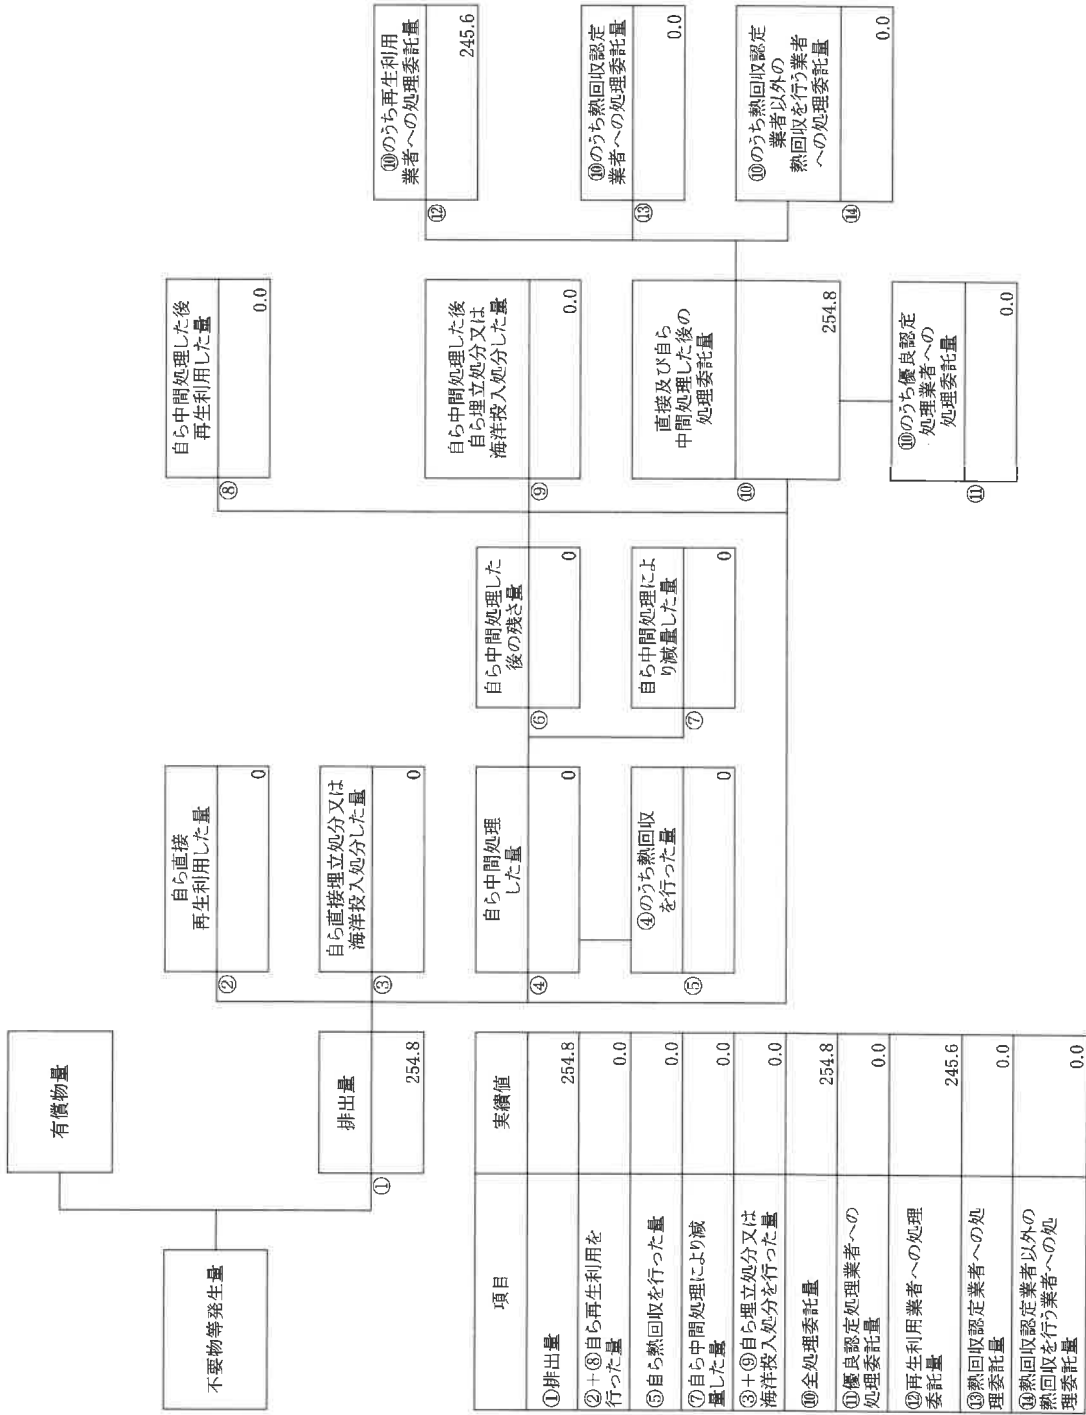 不要物等発生量
有償物量
①
排出量
254.8
②
自ら直接
再生利用した量
0
③
自ら直接埋立処分又は
海洋投入処分した量
0
④
自ら中間処理
した量
0
⑤
④のうち熱回収
を行った量
0
⑥
自ら中間処理した
後の残さ量
0
⑦
自ら中間処理によ
り減量した量
0
⑧
自ら中間処理した後
再生利用した量
0.0
⑨
自ら中間処理した後
自ら埋立処分又は
海洋投入処分した量
0.0
⑩
直接及び自ら
中間処理した後の
処理委託量
254.8
⑪
⑩のうち優良認定
処理業者への
処理委託量
0.0
⑫
⑩のうち再生利用
業者への処理委託量
245.6
⑬
⑩のうち熱回収認定
業者への処理委託量
0.0
⑭
⑩のうち熱回収認定
業者以外の
熱回収を行う業者
への処理委託量
0.0
項目
実績値
①排出量
254.8
②+⑧自ら再生利用を
行った量
0.0
⑤自ら熱回収を行った量
0.0
⑦自ら中間処理により減
量した量
0.0
③+⑨自ら埋立処分又は
海洋投入処分を行った量
0.0
⑩全処理委託量
254.8
⑪優良認定処理業者への
処理委託量
0.0
⑫再生利用業者への処理
委託量
245.6
⑬熱回収認定業者への処
理委託量
0.0
⑭熱回収認定業者以外の
熱回収を行う業者への処
理委託量
0.0